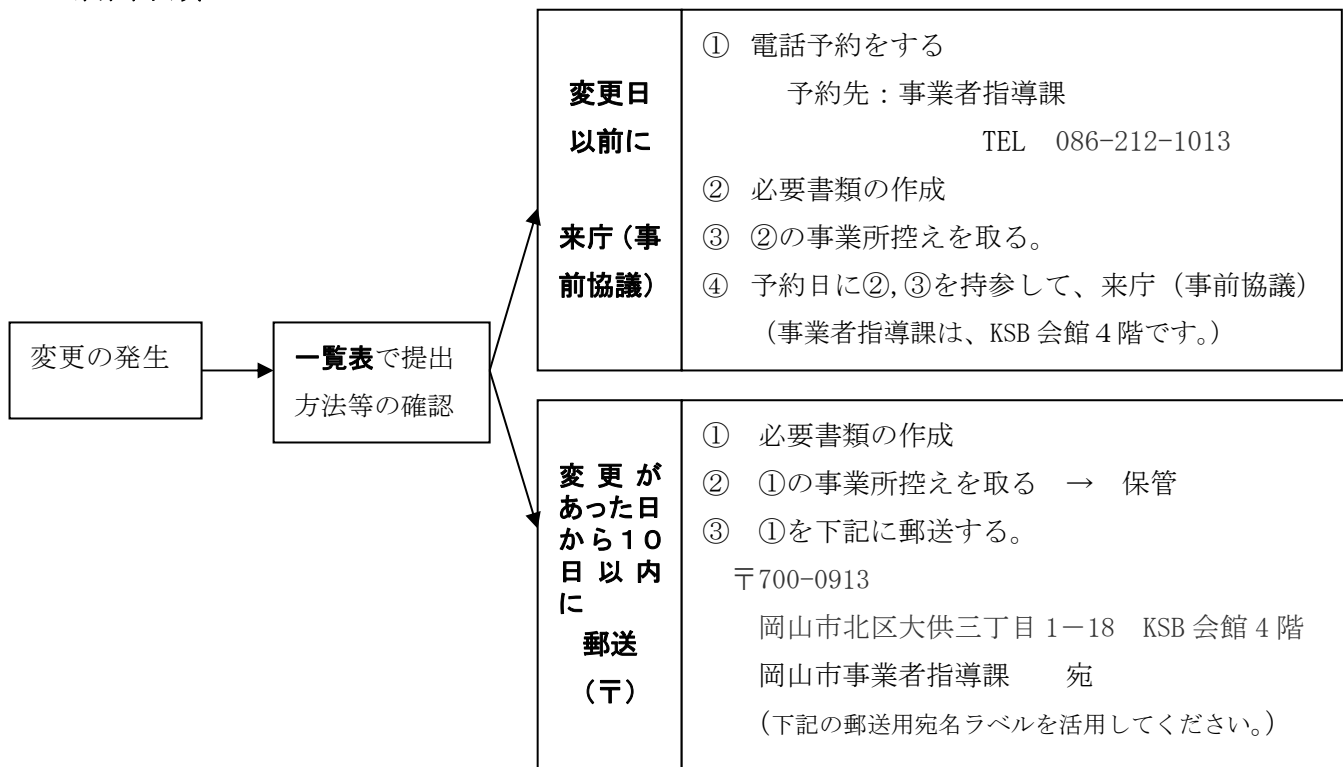 変更の発生
一覧表で提出
方法等の確認
変更日
以前に
来庁（事
前協議）
① 電話予約をする
予約先：事業者指導課
TEL 086-212-1013
② 必要書類の作成
③ ②の事業所控えを取る。
④ 予約日に②,③を持参して、来庁（事前協議）
（事業者指導課は、KSB 会館４階です。）
変更が
あった日
から１０
日以内
に
郵送
（〒）
① 必要書類の作成
② ①の事業所控えを取る → 保管
③ ①を下記に郵送する。
〒700-0913
岡山市北区大供三丁目 1－18 KSB 会館 4 階
岡山市事業者指導課 宛
（下記の郵送用宛名ラベルを活用してください。）